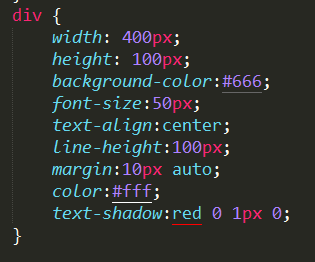 div {
width: 400px;
height: 100px;
background-color:#666;
font-size:50px;
text-align:center;
line-height:100px;
margin:10px auto;
color:#fff;
text-shadow:red 0 1px 0;
}